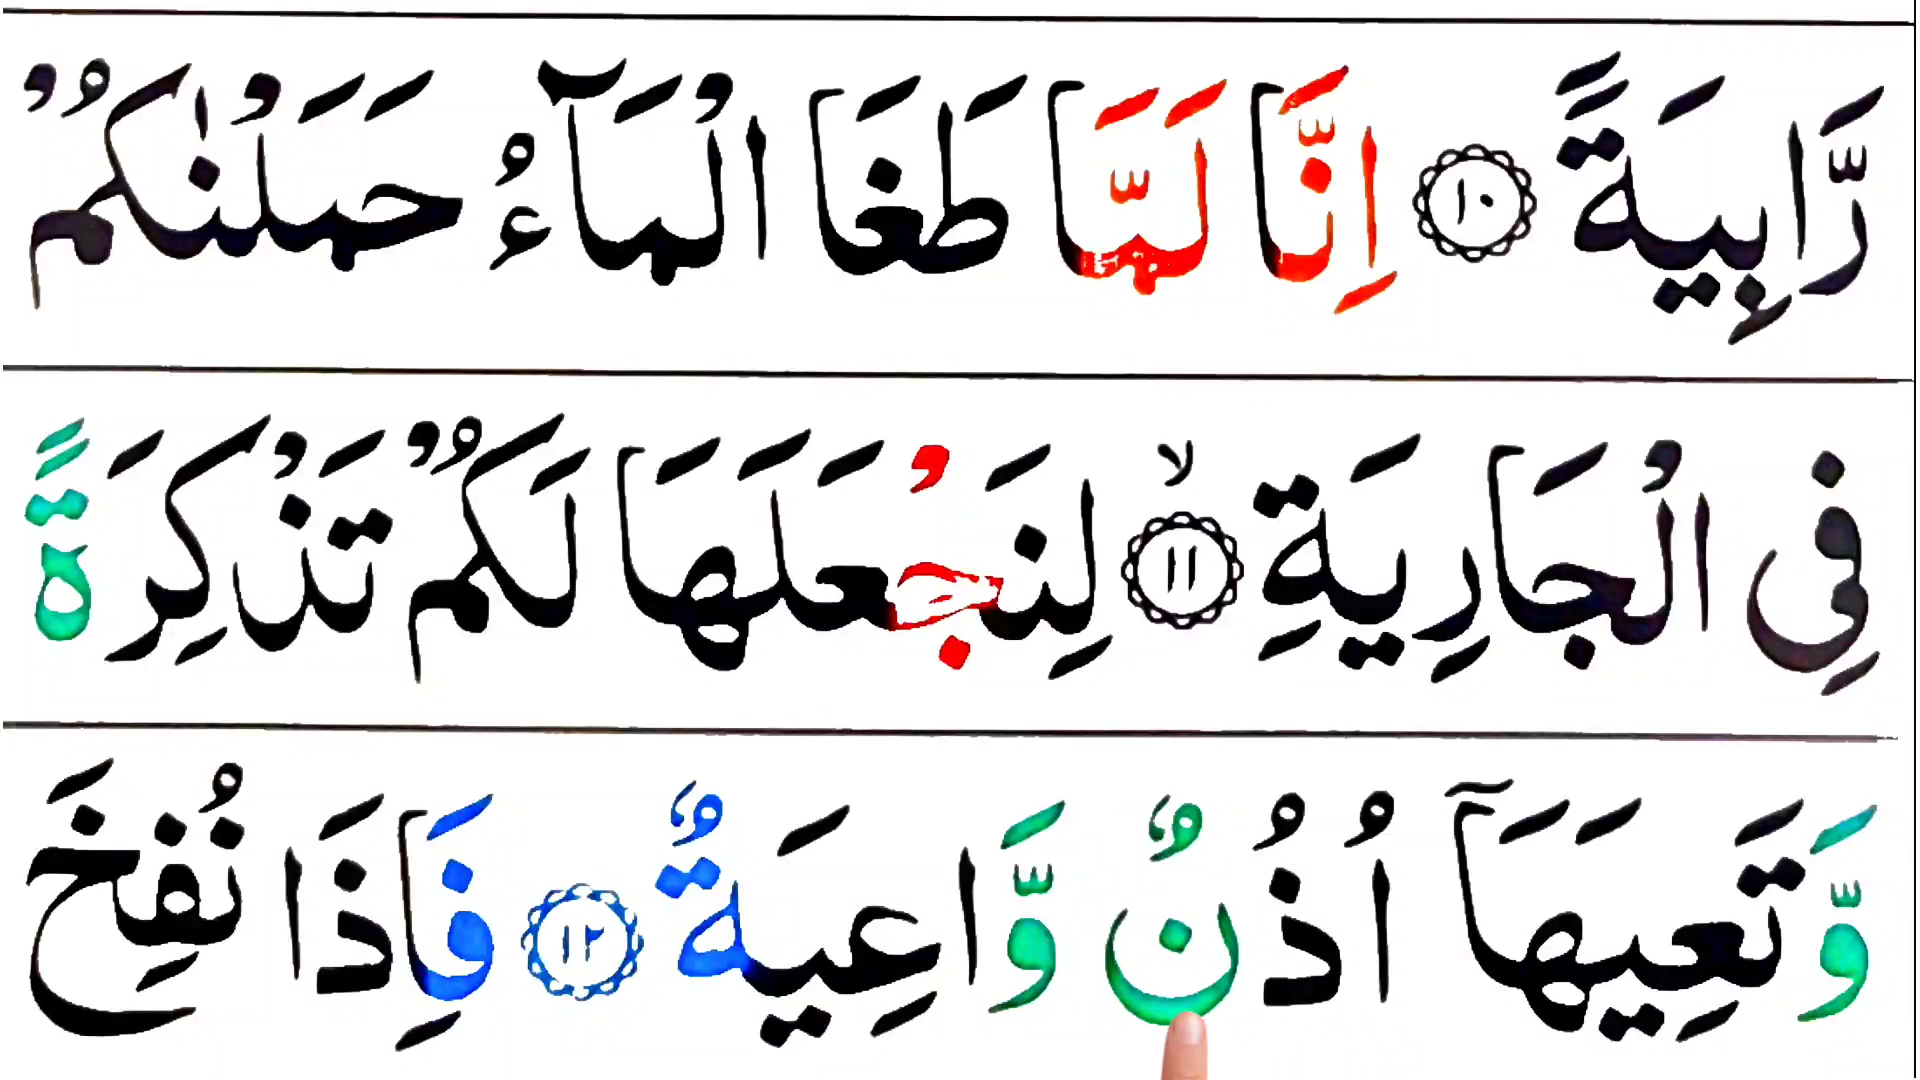 رَّابِيَةً ۝١٠ اِنَّا لَمَّا طَغَا الْمَآءُ حَمَلْنٰكُمْ
فِى الْجَارِيَةِ ۙ۝١١ لِنَجْعَلَهَا لَكُمْ تَذْكِرَةً
وَّتَعِيَهَآ اُذُنٌ وَّاعِيَةٌ ۝١٢ فَاِذَا نُفِخَ